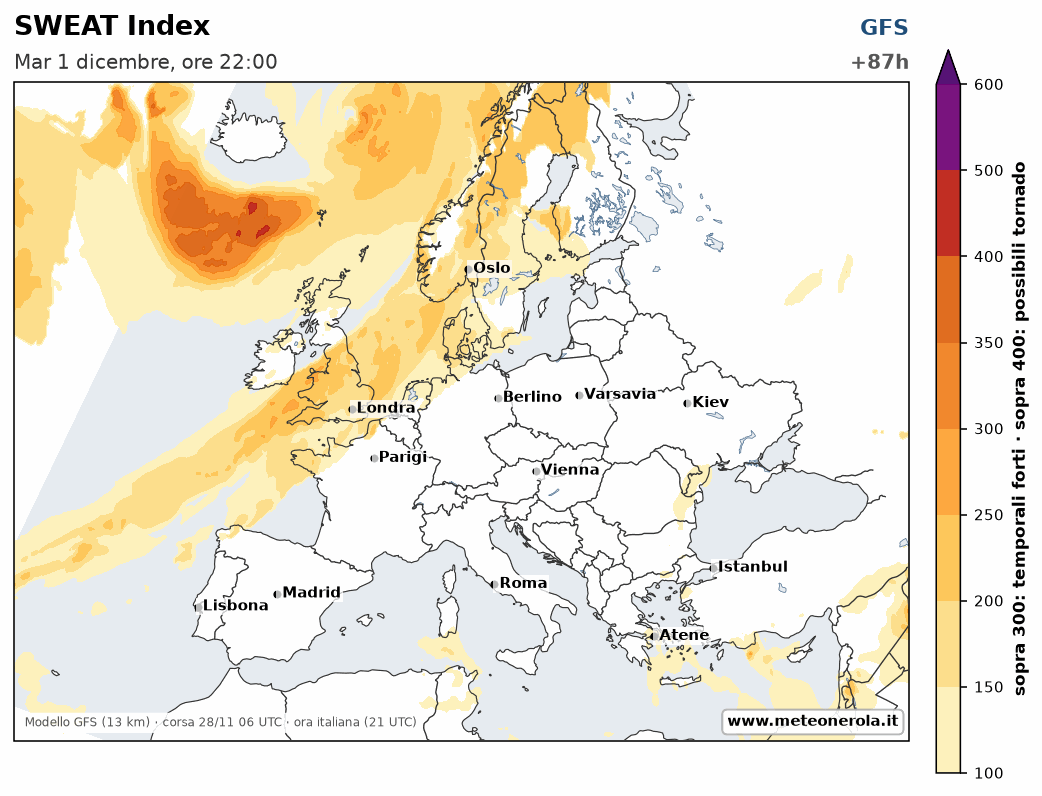 SWEAT Index
GFS
Mar 1 dicembre, ore 22:00
+87h
Oslo
Londra
Berlino
Varsavia
Kiev
Parigi
Vienna
Istanbul
Roma
Madrid
Lisbona
Atene
Modello GFS (13 km) · corsa 28/11 06 UTC · ora italiana (21 UTC)
www.meteonerola.it
600
500
400
350
300
250
200
150
100
sopra 300: temporali forti · sopra 400: possibili tornado